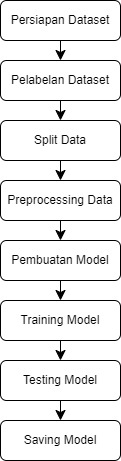 Persiapan Dataset
Pelabelan Dataset
Split Data
Preprocessing Data
Pembuatan Model
Training Model
Testing Model
Saving Model